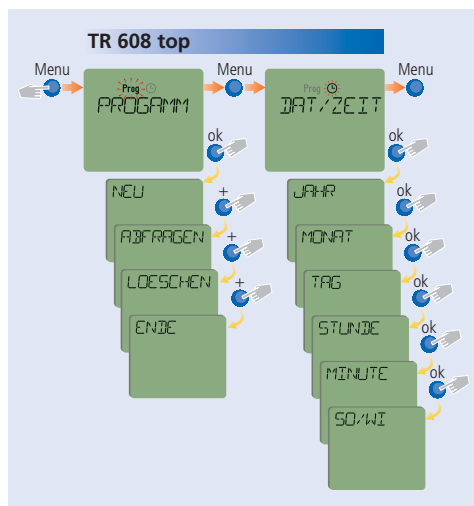 TR 608 top
Menu
Menu
Menu
Prog
PROGAMM
Prog
DAT/ZEIT
ok
ok
NEU
+
ABFRAGEN
+
LOESCHEN
+
ENDE
JAHR
ok
MONAT
ok
TAG
ok
STUNDE
ok
MINUTE
ok
SO/WI